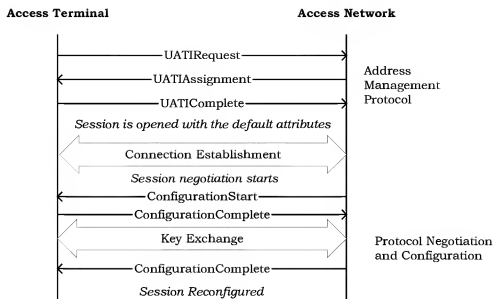 Access Terminal
Access Network
UATIRequest
UATIAssignment
UATIComplete
Address
Management
Protocol
Session is opened with the default attributes
Connection Establishment
Session negotiation starts
ConfigurationStart
ConfigurationComplete
Key Exchange
Protocol Negotiation
and Configuration
ConfigurationComplete
Session Reconfigured